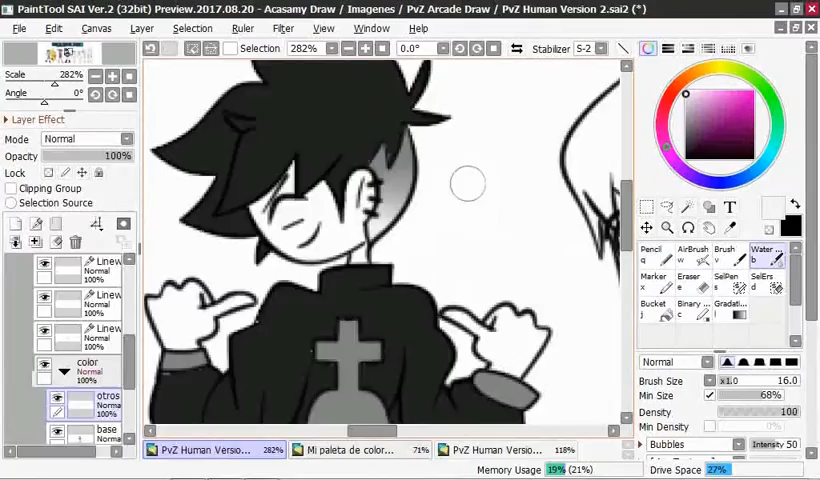 PaintTool SAI Ver.2 (32bit) Preview.2017.08.20 - Acasamy Draw / Imagenes / PvZ Arcade Draw / PvZ Human Version 2.sai2 (*)
File Edit Canvas Layer Selection Ruler Filter View Window Help
Selection 282% 0.0° Stabilizer S-2
Scale 282%
Angle 0°
Layer Effect
Mode Normal
Opacity 100%
Lock
Clipping Group
Selection Source
Linew
Normal
100%
Linew
Normal
100%
Linew
Normal
100%
color
Normal
100%
otros
Normal
100%
base
Normal
T
Pencil q
AirBrush w
Brush v
Water ... b
Marker x
Eraser e
SelPen s
SelErs d
Bucket j
Binary ... c
Gradati... l
Normal
Brush Size x1.0 16.0
Min Size 68%
Density 100
Min Density 0%
Bubbles Intensity 50
PvZ Human Versio... 282%
Mi paleta de color... 71%
PvZ Human Versio... 118%
Memory Usage 19% (21%) Drive Space 27%